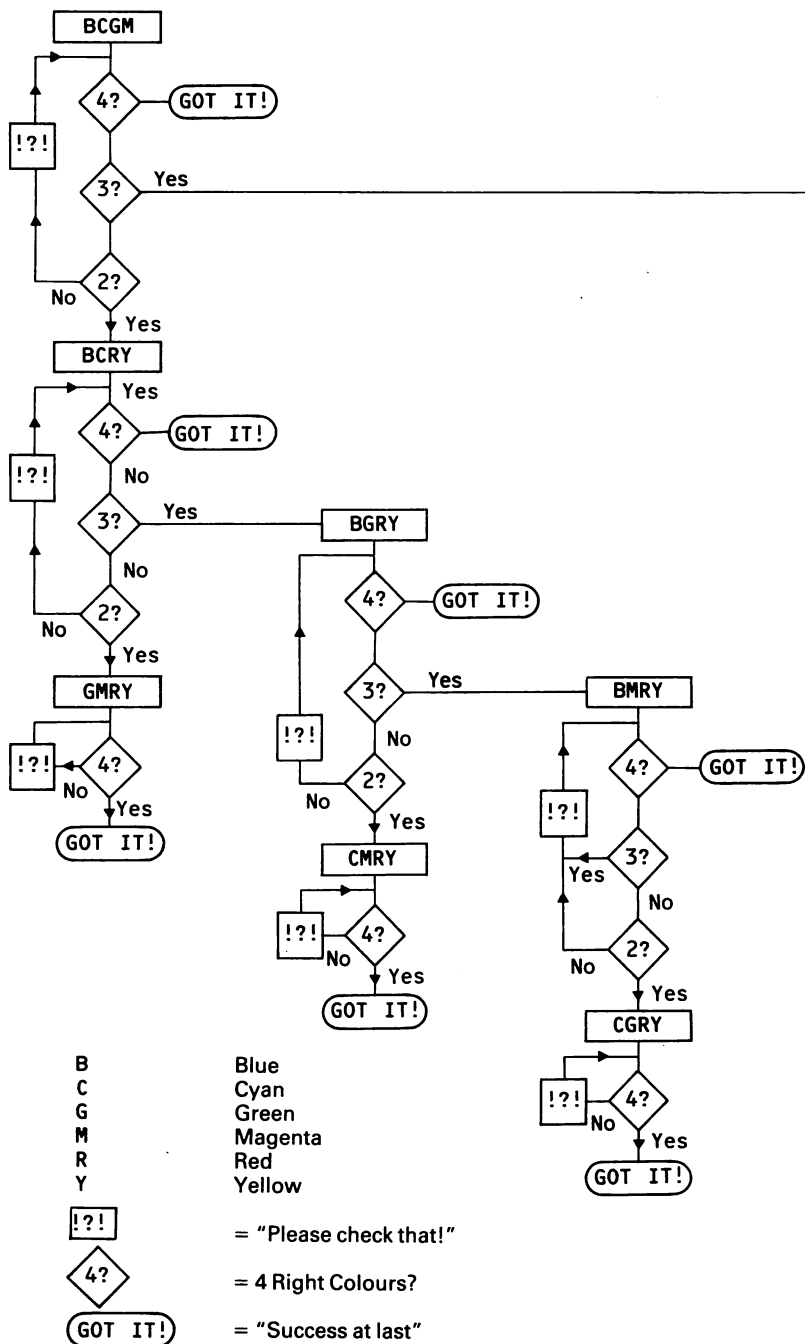 BCGM
4? GOT IT!
!?!
3? Yes
2?
No
Yes
BCRY
Yes
4? GOT IT!
!?!
No
3? Yes BGRY
No
4? GOT IT!
2?
No
Yes
GMRY
3? Yes BMRY
!?!
No
!?! 4?
No
4? GOT IT!
2?
No
Yes
Yes
!?!
GOT IT!
CMRY
3?
Yes
No
!?! 4?
No
2?
No
Yes
GOT IT!
Yes
CGRY
B Blue
C Cyan
G Green
M Magenta
R Red
Y Yellow
!?! 4?
No
Yes
GOT IT!
!?! = "Please check that!"
4? = 4 Right Colours?
GOT IT! = "Success at last"